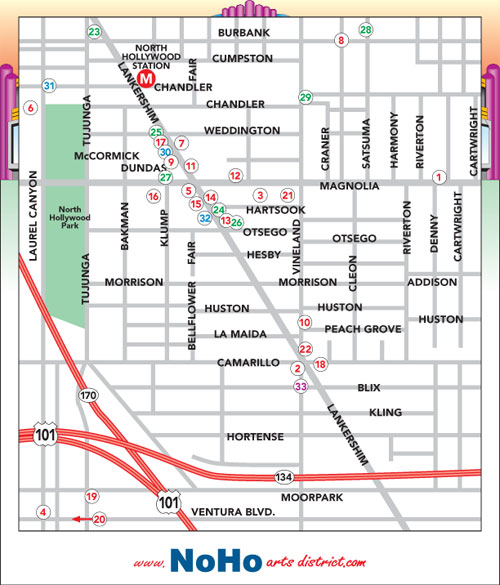 23
BURBANK
28
8
NORTH
HOLLYWOOD
STATION
M
FAIR
CUMPSTON
31
CHANDLER
29
6
LANKERSHIM
CHANDLER
TUJUNGA
25
WEDDINGTON
CRANER
SATSUMA
HARMONY
RIVERTON
CARTWRIGHT
17
7
30
McCORMICK
9
11
DUNDAS
27
12
1
MAGNOLIA
LAUREL CANYON
North
Hollywood
Park
16
5
14
3
21
15
24
HARTSOOK
32
13
26
BAKMAN
KLUMP
OTSEGO
OTSEGO
FAIR
HESBY
VINELAND
CLEON
RIVERTON
DENNY
CARTWRIGHT
TUJUNGA
MORRISON
MORRISON
ADDISON
BELLFLOWER
HUSTON
HUSTON
HUSTON
10
PEACH GROVE
LA MAIDA
22
CAMARILLO
2
18
33
BLIX
170
LANKERSHIM
KLING
101
HORTENSE
134
19
101
MOORPARK
4
20
VENTURA BLVD.
www. NoHo arts district.com